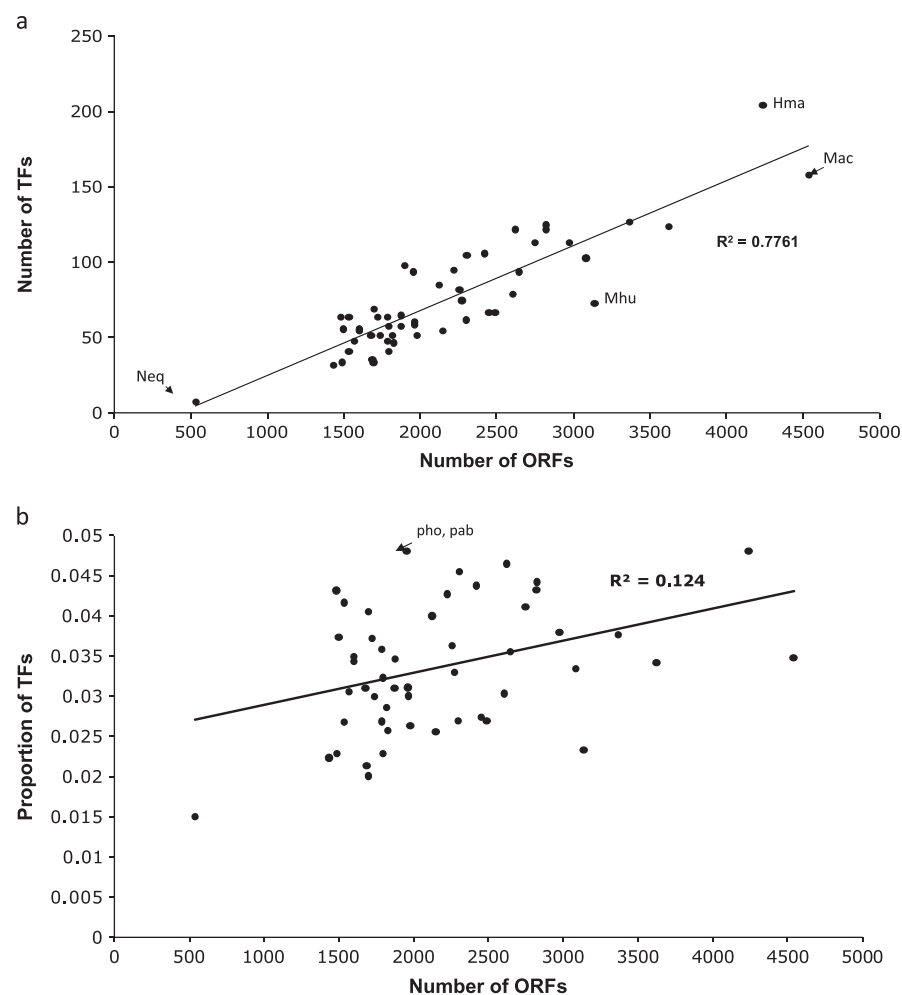 a
250
200
150
100
50
0
Number of TFs
Hma
Mac
R² = 0.7761
Mhu
Neq
0 500 1000 1500 2000 2500 3000 3500 4000 4500 5000
Number of ORFs
b
0.05
0.045
0.04
0.035
0.03
0.025
0.02
0.015
0.01
0.005
0
Proportion of TFs
pho, pab
R² = 0.124
0 500 1000 1500 2000 2500 3000 3500 4000 4500 5000
Number of ORFs